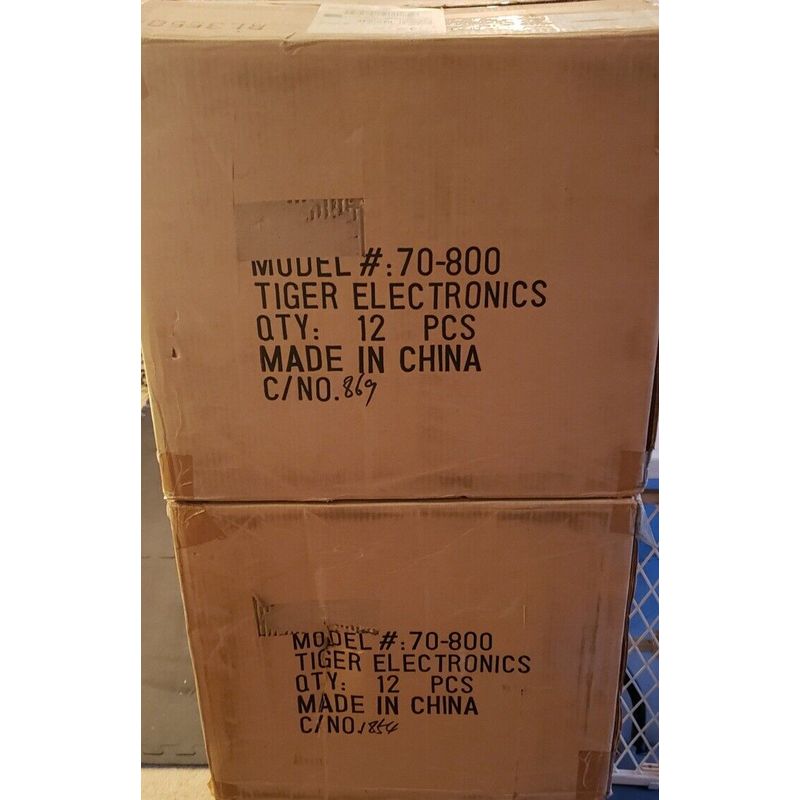 RL3550
MODEL #: 70-800
TIGER ELECTRONICS
QTY: 12 PCS
MADE IN CHINA
C/NO. 869
MODEL #: 70-800
TIGER ELECTRONICS
QTY: 12 PCS
MADE IN CHINA
C/NO. 1854